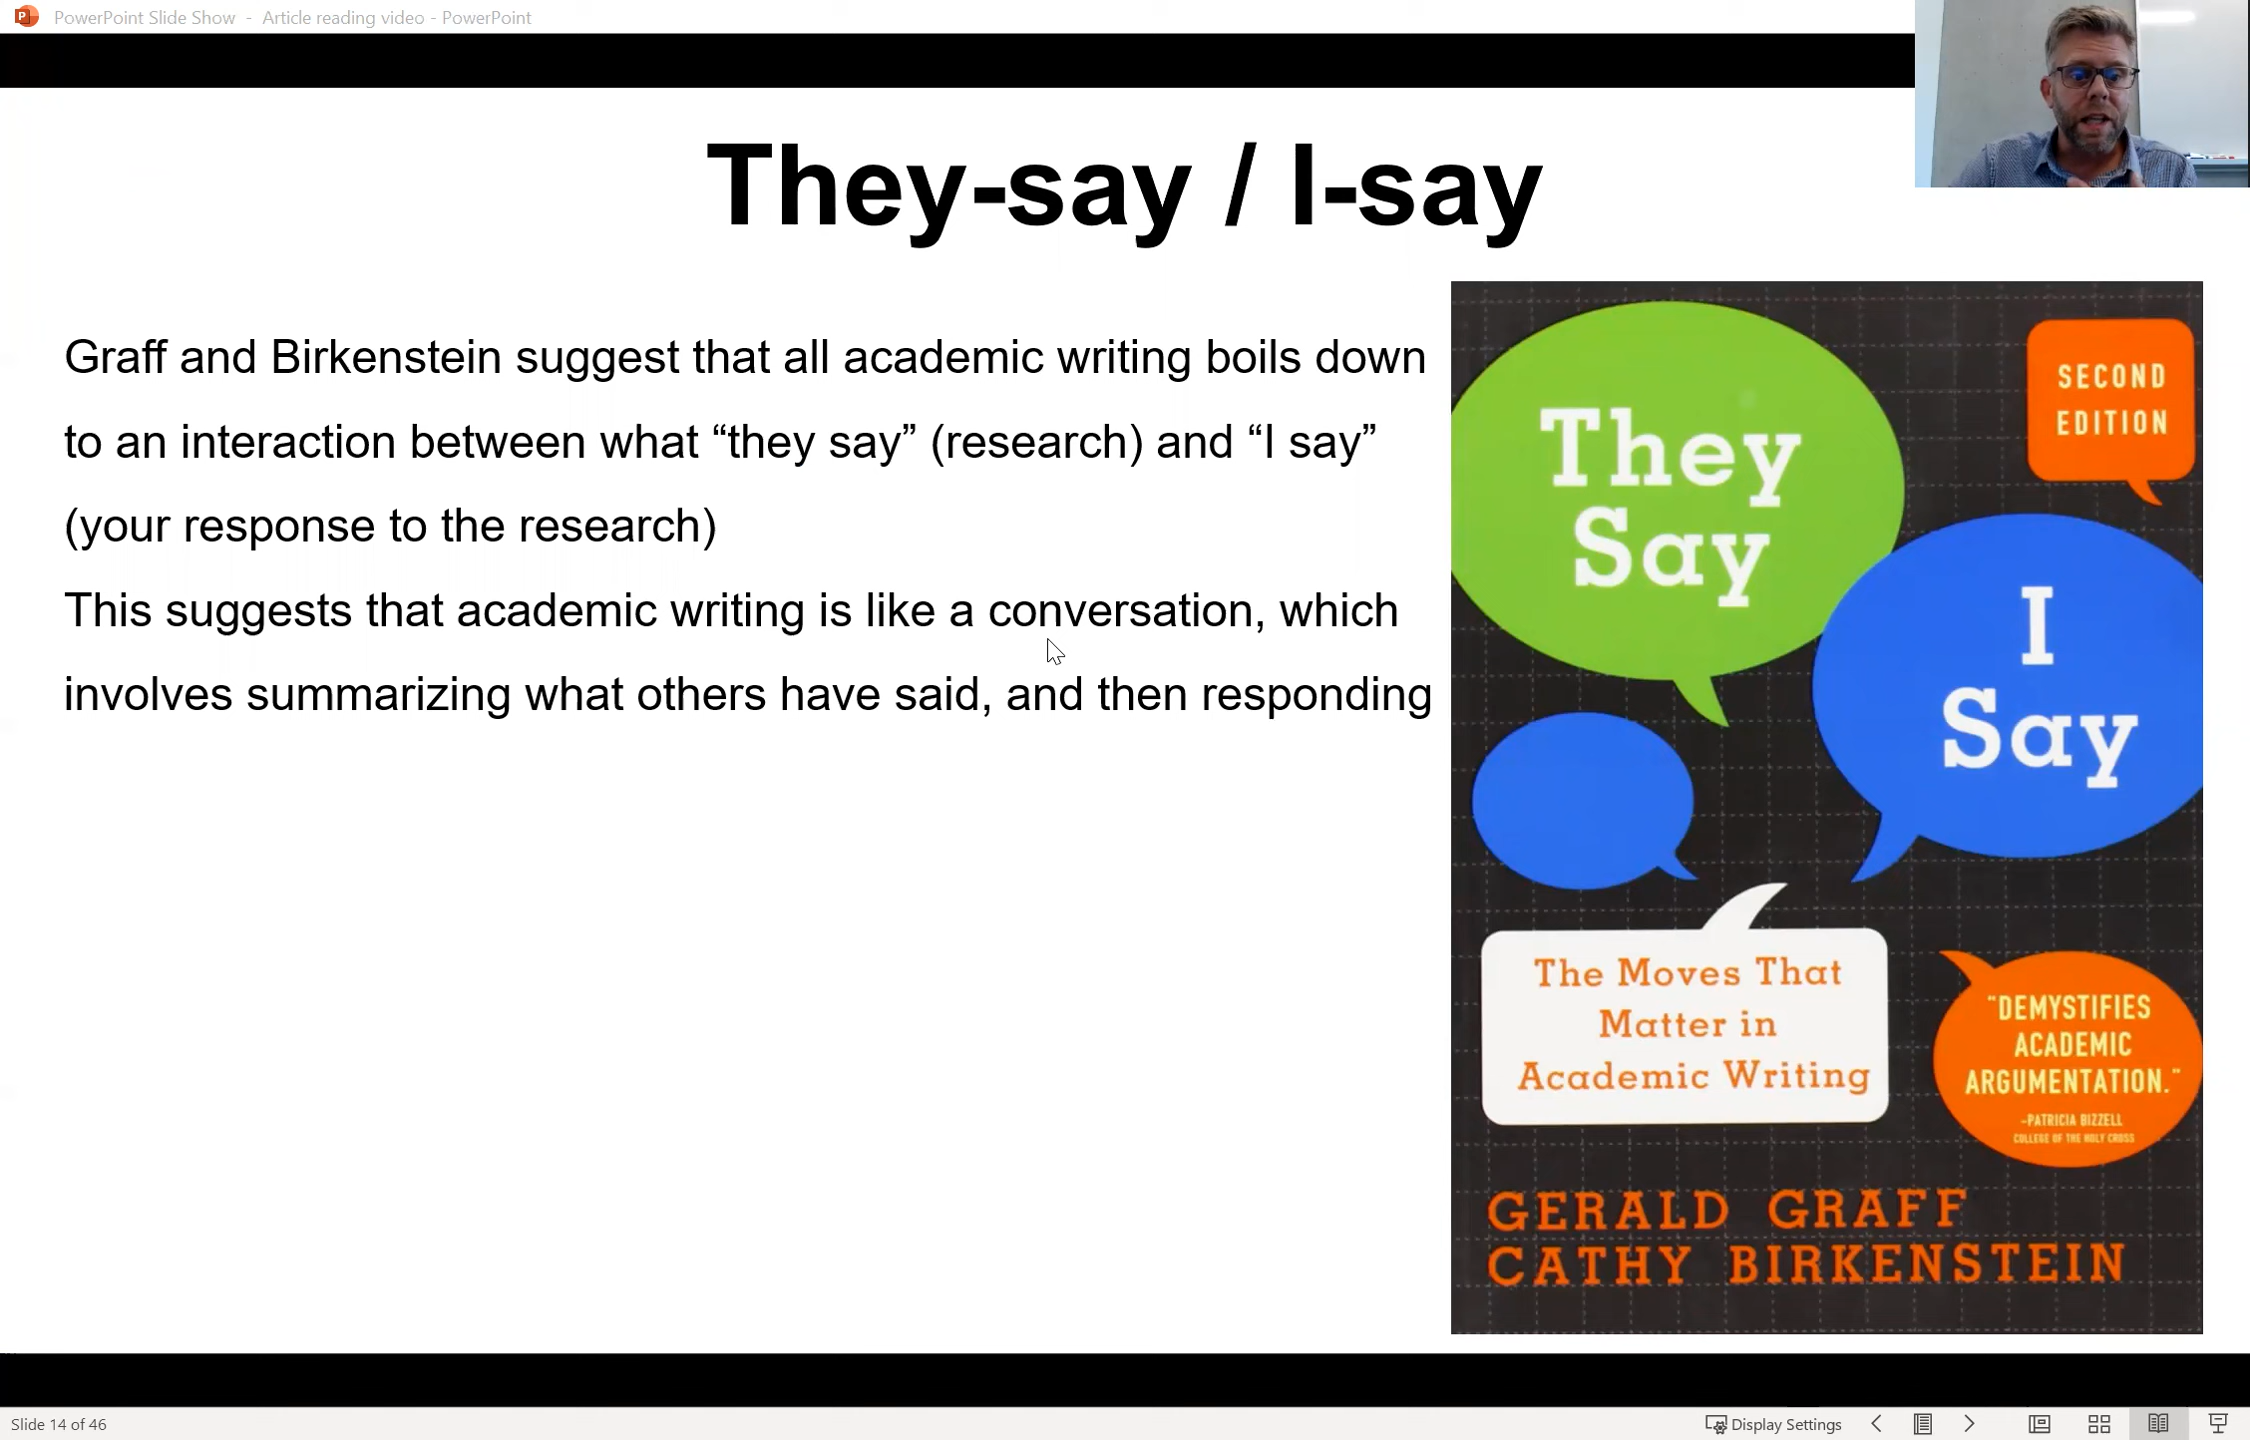 PowerPoint Slide Show - Article reading video - PowerPoint
They-say / I-say
Graff and Birkenstein suggest that all academic writing boils down
to an interaction between what “they say” (research) and “I say”
(your response to the research)
This suggests that academic writing is like a conversation, which
involves summarizing what others have said, and then responding
They
Say
SECOND
EDITION
I
Say
The Moves That
Matter in
Academic Writing
"DEMYSTIFIES
ACADEMIC
ARGUMENTATION."
–PATRICIA BIZZELL
COLLEGE OF THE HOLY CROSS
GERALD GRAFF
CATHY BIRKENSTEIN
Slide 14 of 46
Display Settings